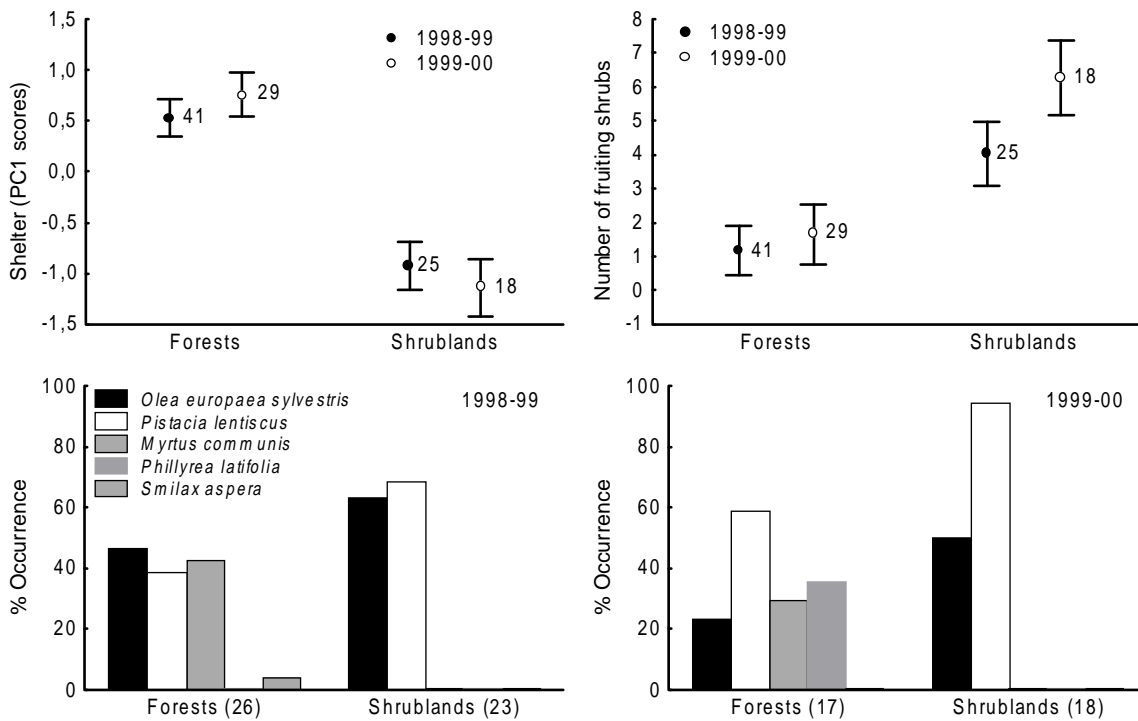 Shelter (PC1 scores)
1,5
1,0
0,5
0,0
-0,5
-1,0
-1,5
1998-99
1999-00
41
29
25
18
Forests
Shrublands
Number of fruiting shrubs
8
7
6
5
4
3
2
1
0
-1
1998-99
1999-00
41
29
25
18
Forests
Shrublands
% Occurrence
100
80
60
40
20
0
Olea europaea sylvestris
Pistacia lentiscus
Myrtus communis
Phillyrea latifolia
Smilax aspera
1998-99
Forests (26)
Shrublands (23)
% Occurrence
100
80
60
40
20
0
1999-00
Forests (17)
Shrublands (18)